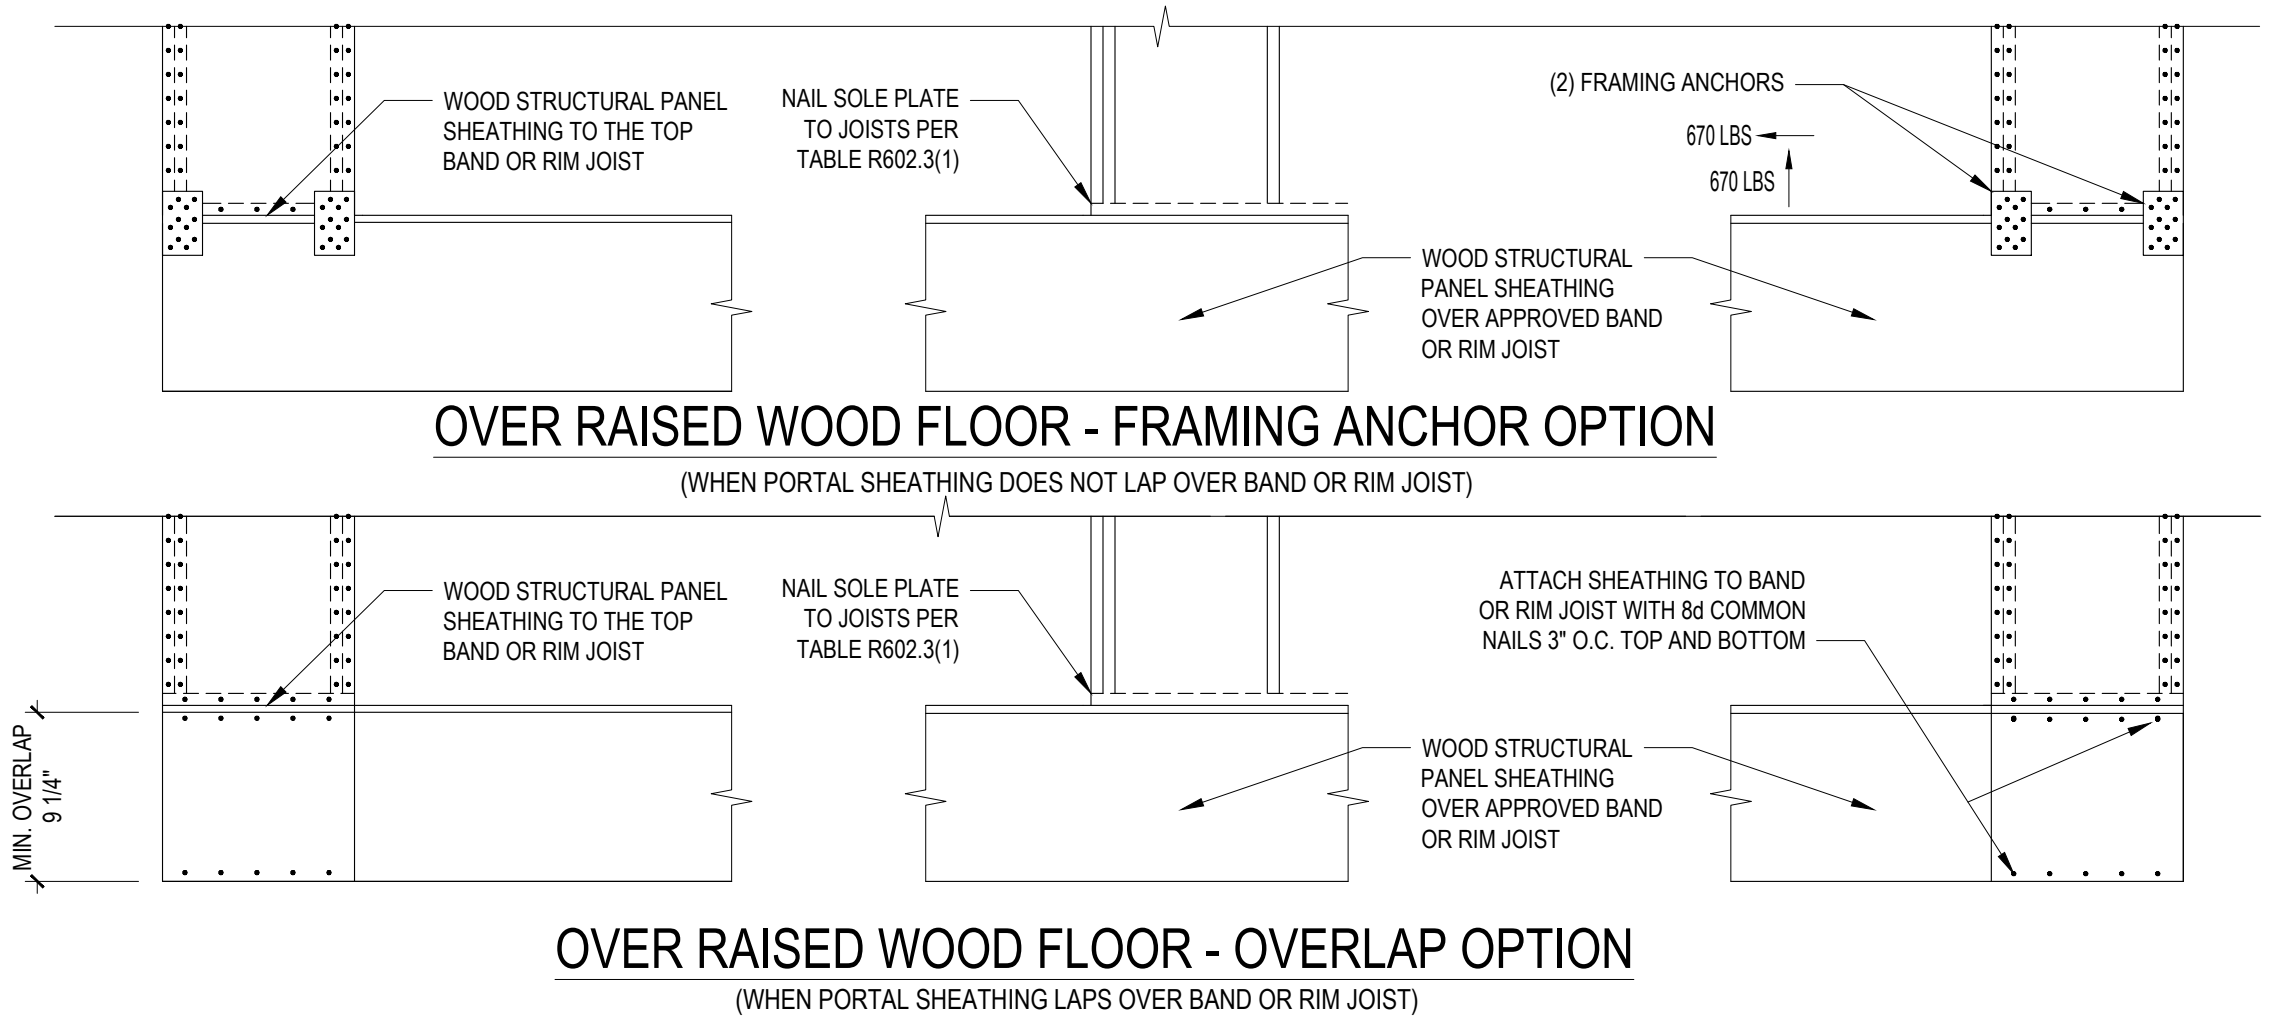 WOOD STRUCTURAL PANEL
SHEATHING TO THE TOP
BAND OR RIM JOIST
NAIL SOLE PLATE
TO JOISTS PER
TABLE R602.3(1)
(2) FRAMING ANCHORS
670 LBS
670 LBS
WOOD STRUCTURAL
PANEL SHEATHING
OVER APPROVED BAND
OR RIM JOIST
OVER RAISED WOOD FLOOR - FRAMING ANCHOR OPTION
(WHEN PORTAL SHEATHING DOES NOT LAP OVER BAND OR RIM JOIST)
WOOD STRUCTURAL PANEL
SHEATHING TO THE TOP
BAND OR RIM JOIST
NAIL SOLE PLATE
TO JOISTS PER
TABLE R602.3(1)
ATTACH SHEATHING TO BAND
OR RIM JOIST WITH 8d COMMON
NAILS 3" O.C. TOP AND BOTTOM
MIN. OVERLAP
9 1/4"
WOOD STRUCTURAL
PANEL SHEATHING
OVER APPROVED BAND
OR RIM JOIST
OVER RAISED WOOD FLOOR - OVERLAP OPTION
(WHEN PORTAL SHEATHING LAPS OVER BAND OR RIM JOIST)